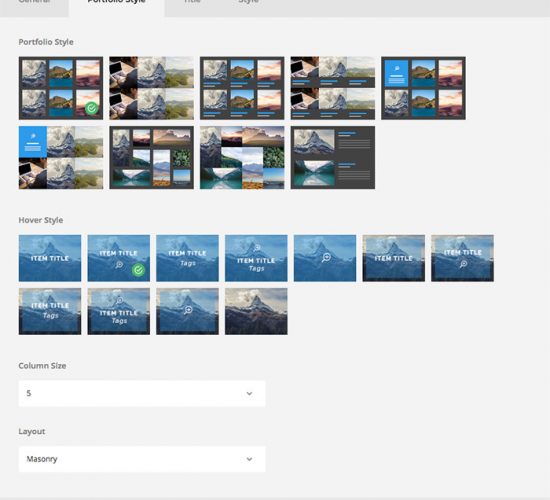 General Portfolio Style Title Style
Portfolio Style
Hover Style
ITEM TITLE
ITEM TITLE
ITEM TITLE
Tags
ITEM TITLE
Tags
ITEM TITLE
ITEM TITLE
ITEM TITLE
Tags
ITEM TITLE
Tags
Column Size
5
Layout
Masonry